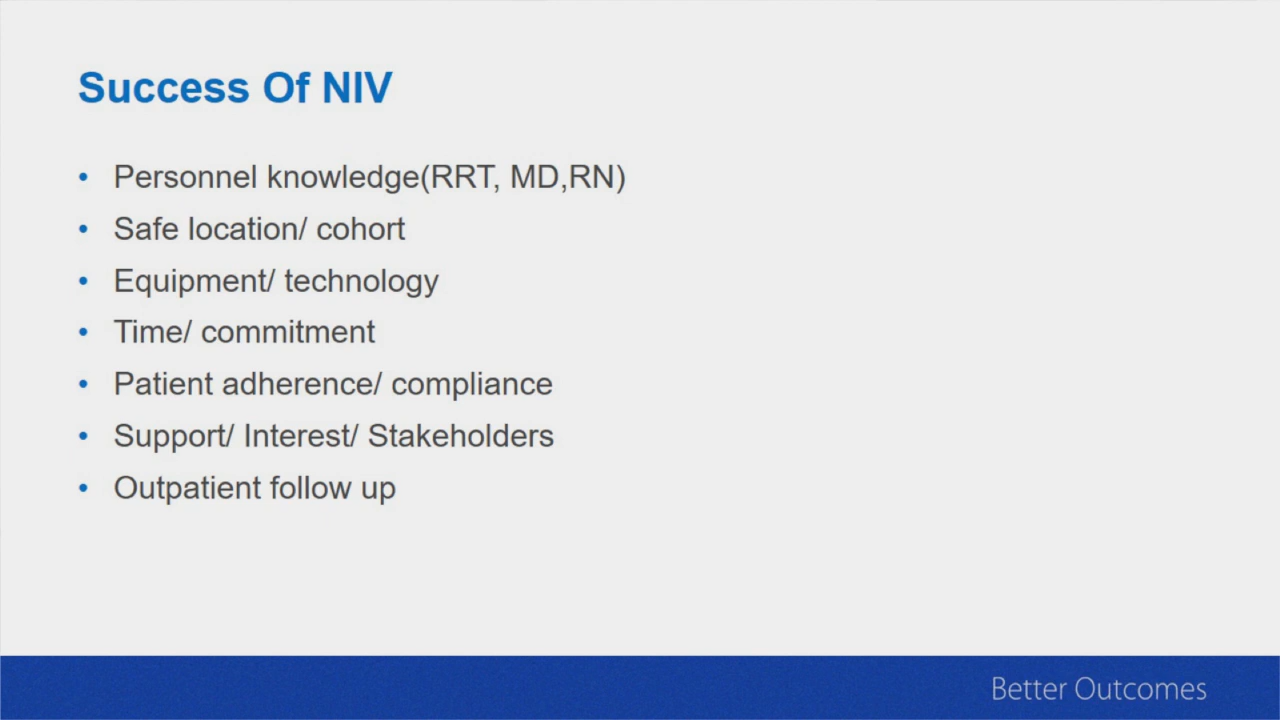 Success Of NIV
• Personnel knowledge(RRT, MD,RN)
• Safe location/ cohort
• Equipment/ technology
• Time/ commitment
• Patient adherence/ compliance
• Support/ Interest/ Stakeholders
• Outpatient follow up
Better Outcomes